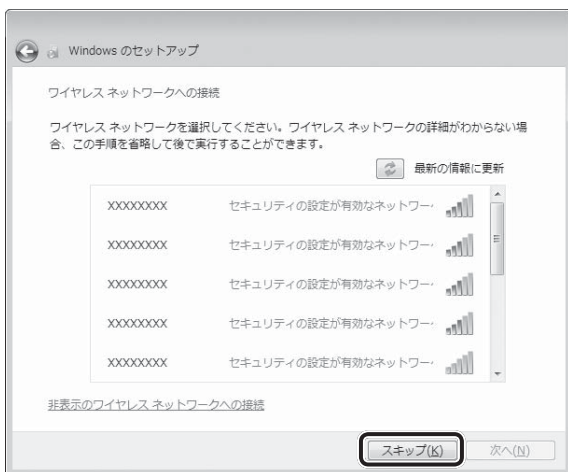 Windows のセットアップ
ワイヤレス ネットワークへの接続
ワイヤレス ネットワークを選択してください。ワイヤレス ネットワークの詳細がわからない場
合、この手順を省略して後で実行することができます。
最新の情報に更新
XXXXXXXX セキュリティの設定が有効なネットワー
XXXXXXXX セキュリティの設定が有効なネットワー
XXXXXXXX セキュリティの設定が有効なネットワー
XXXXXXXX セキュリティの設定が有効なネットワー
XXXXXXXX セキュリティの設定が有効なネットワー
非表示のワイヤレス ネットワークへの接続
スキップ(K) 次へ(N)